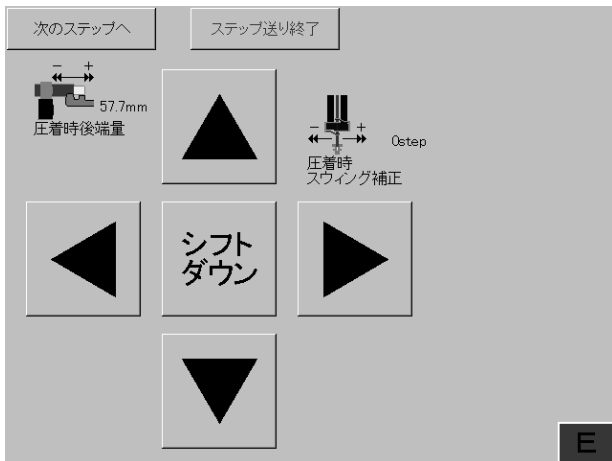 次のステップへ
ステップ送り終了
- +
57.7mm
圧着時後端量
- +
0step
圧着時
スウィング補正
シフト
ダウン
E